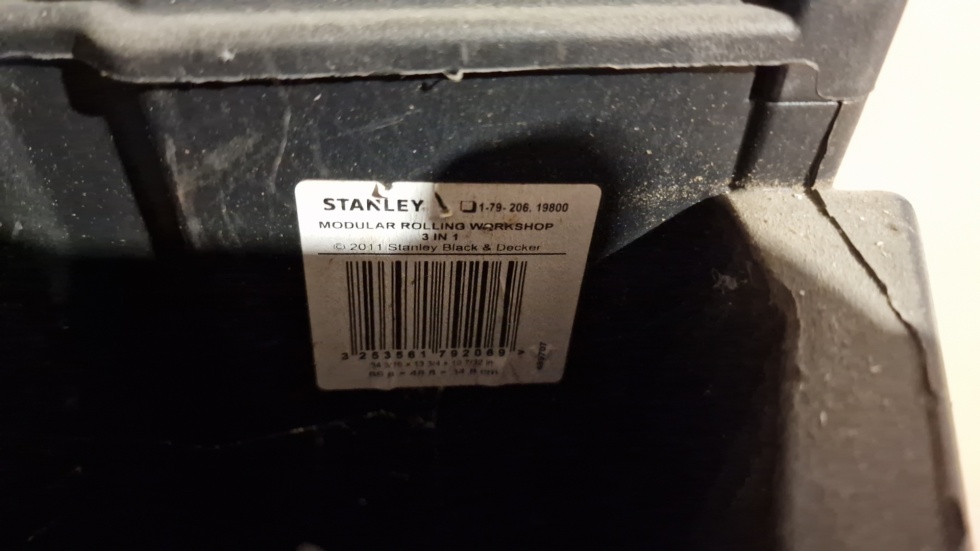 STANLEY 1-79- 206, 19800
MODULAR ROLLING WORKSHOP
3 IN 1
© 2011 Stanley Black & Decker
3 253561 792069